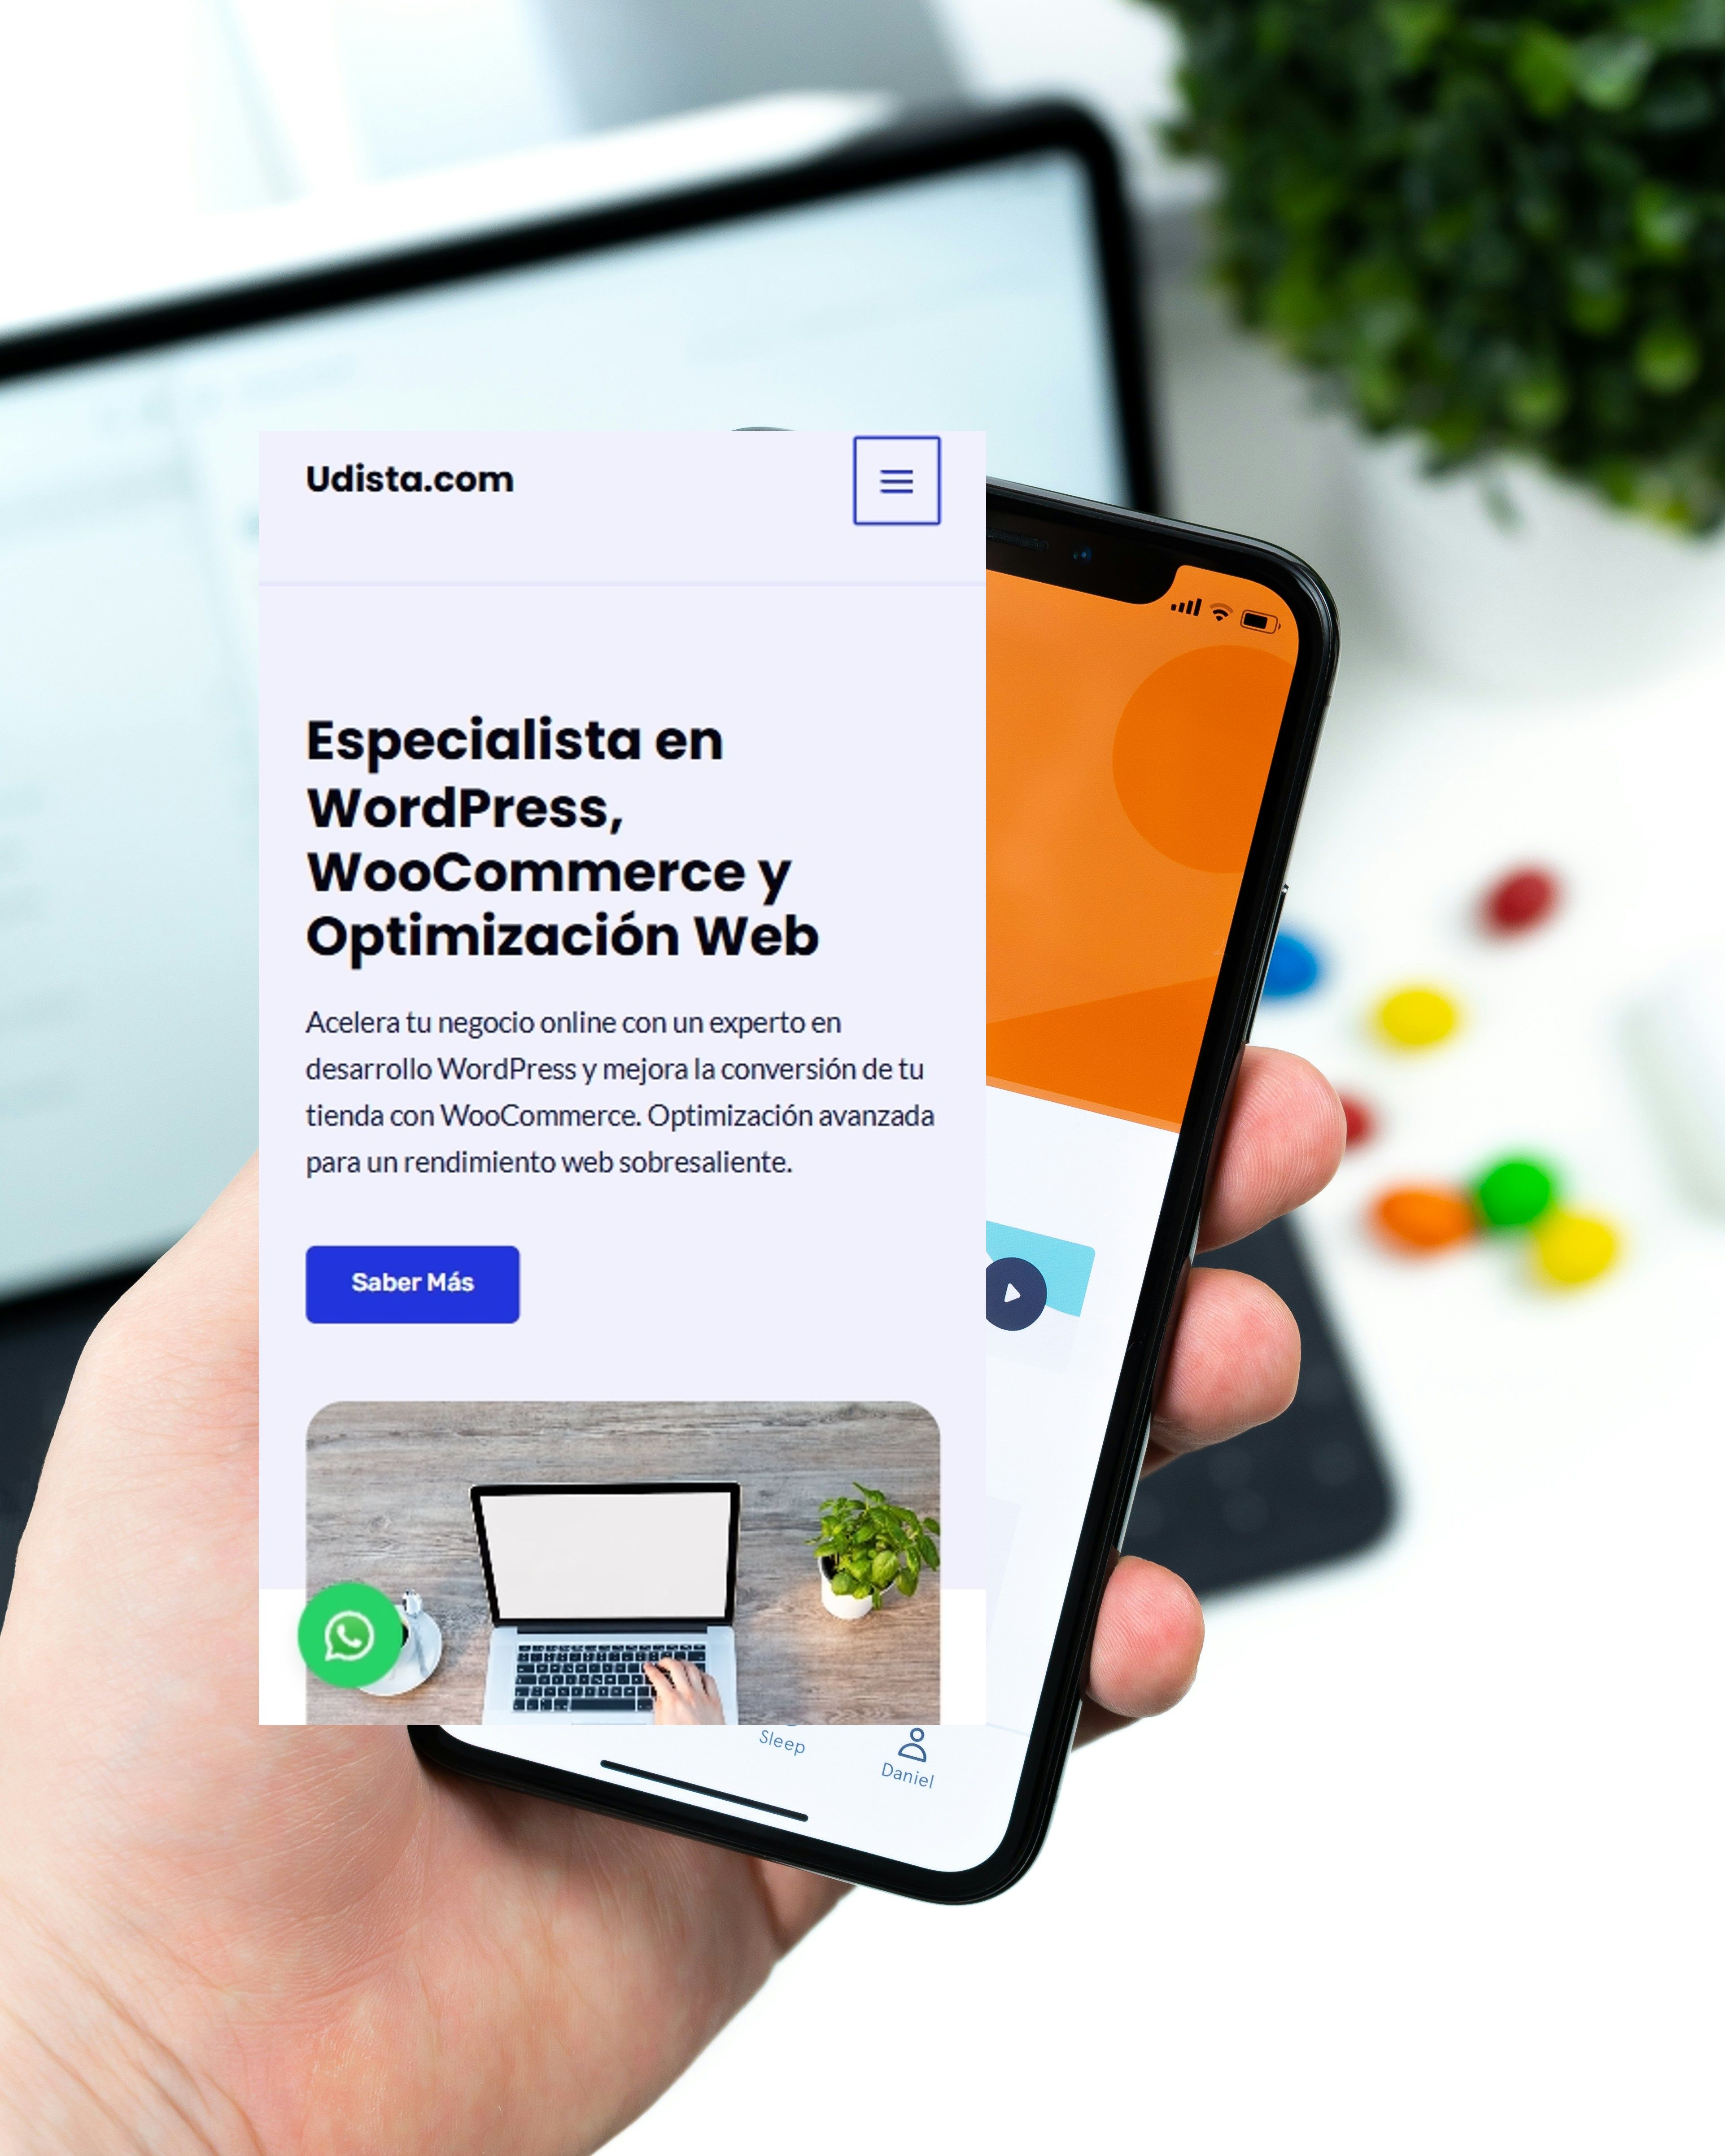 Udista.com
Especialista en
WordPress,
WooCommerce y
Optimización Web
Acelera tu negocio online con un experto en
desarrollo WordPress y mejora la conversión de tu
tienda con WooCommerce. Optimización avanzada
para un rendimiento web sobresaliente.
Saber Más
Sleep
Daniel